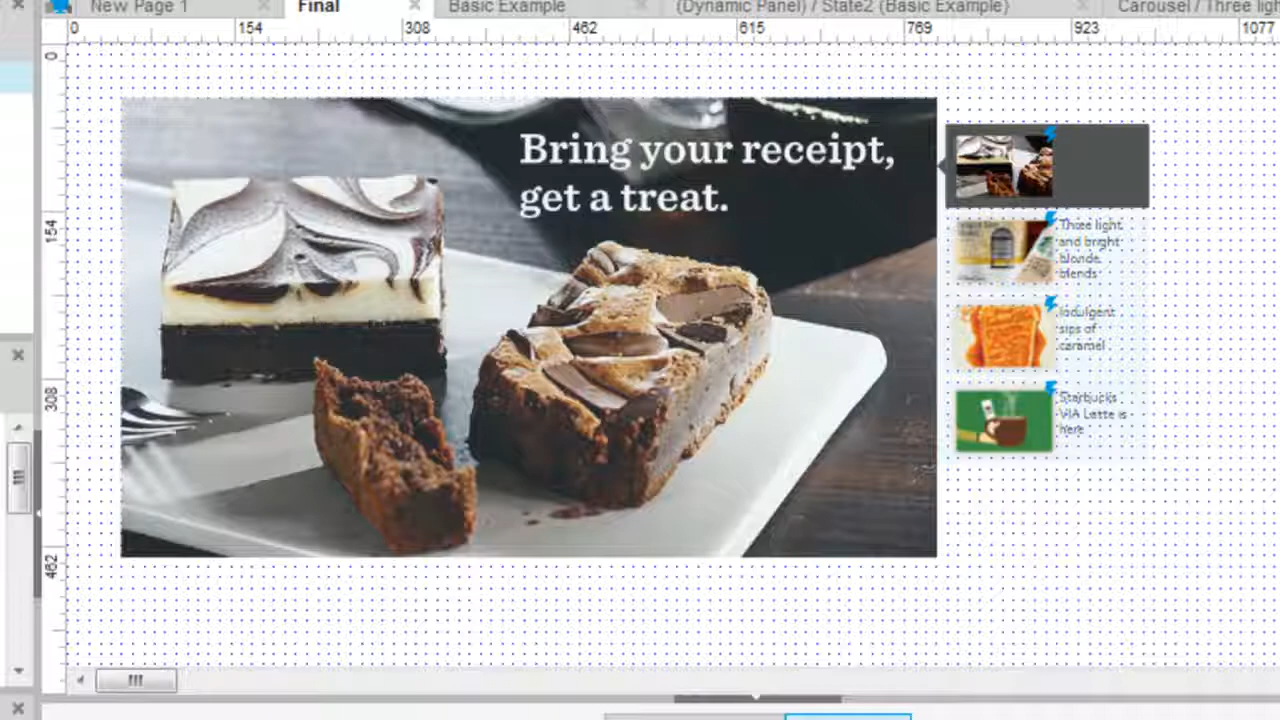 New Page 1
Final
Basic Example
(Dynamic Panel) / State2 (Basic Example)
Carousel / Three ligh
0
154
308
462
615
769
923
1077
0
154
308
462
Bring your receipt,
get a treat.
Three light
and bright
blonde
blends
Indulgent
sips of
caramel
Starbucks
VIA Latte is
here